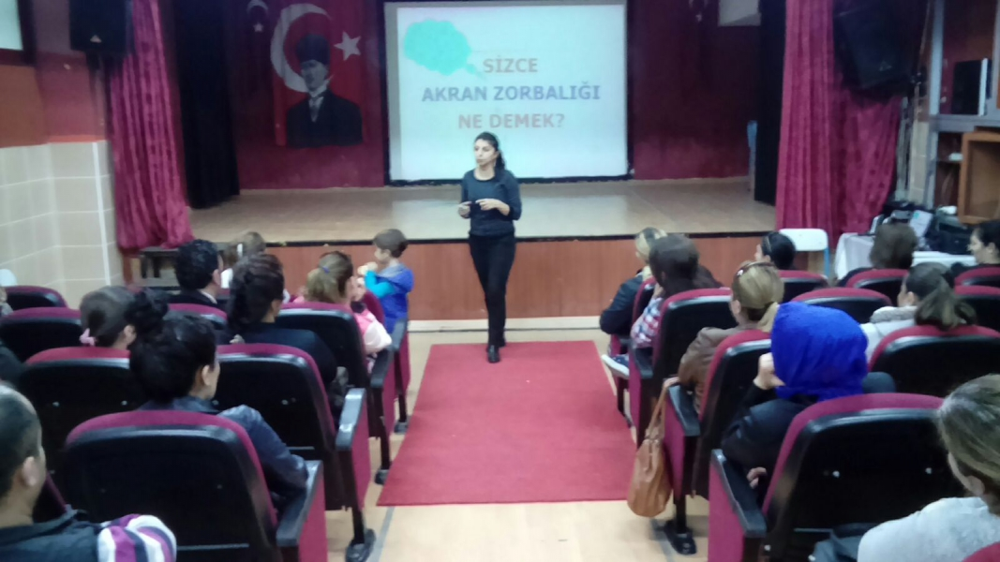 SİZCE
AKRAN ZORBALIĞI
NE DEMEK?